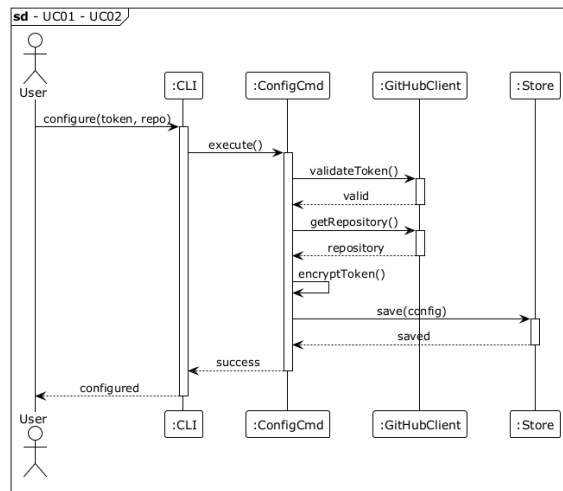 sd - UC01 - UC02
User
:CLI
:ConfigCmd
:GitHubClient
:Store
configure(token, repo)
execute()
validateToken()
valid
getRepository()
repository
encryptToken()
save(config)
saved
success
configured
User
:CLI
:ConfigCmd
:GitHubClient
:Store